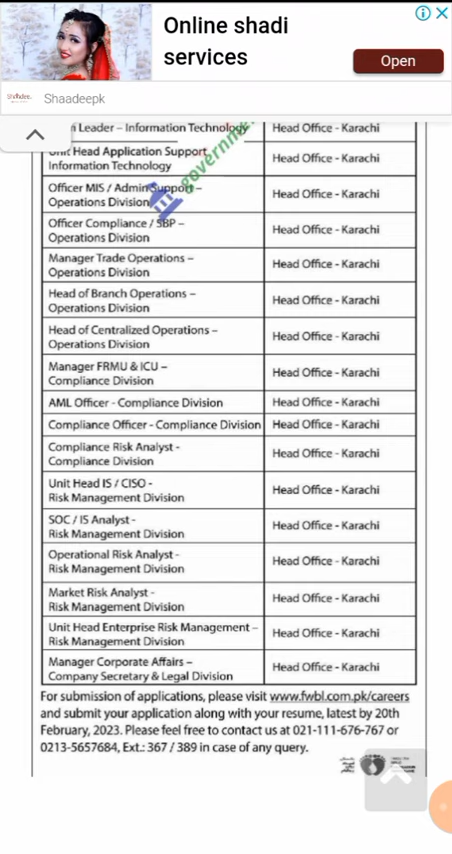 Online shadi
services
Open
Shaadeepk
Leader – Information Technology Head Office - Karachi
Unit Head Application Support Head Office - Karachi
Information Technology
Officer MIS / Admin Support – Head Office - Karachi
Operations Division
Officer Compliance / SBP – Head Office - Karachi
Operations Division
Manager Trade Operations – Head Office - Karachi
Operations Division
Head of Branch Operations – Head Office - Karachi
Operations Division
Head of Centralized Operations – Head Office - Karachi
Operations Division
Manager FRMU & ICU – Head Office - Karachi
Compliance Division
AML Officer - Compliance Division Head Office - Karachi
Compliance Officer - Compliance Division Head Office - Karachi
Compliance Risk Analyst - Head Office - Karachi
Compliance Division
Unit Head IS / CISO - Head Office - Karachi
Risk Management Division
SOC / IS Analyst - Head Office - Karachi
Risk Management Division
Operational Risk Analyst - Head Office - Karachi
Risk Management Division
Market Risk Analyst - Head Office - Karachi
Risk Management Division
Unit Head Enterprise Risk Management – Head Office - Karachi
Risk Management Division
Manager Corporate Affairs – Head Office - Karachi
Company Secretary & Legal Division
For submission of applications, please visit www.fwbl.com.pk/careers
and submit your application along with your resume, latest by 20th
February, 2023. Please feel free to contact us at 021-111-676-767 or
0213-5657684, Ext.: 367 / 389 in case of any query.